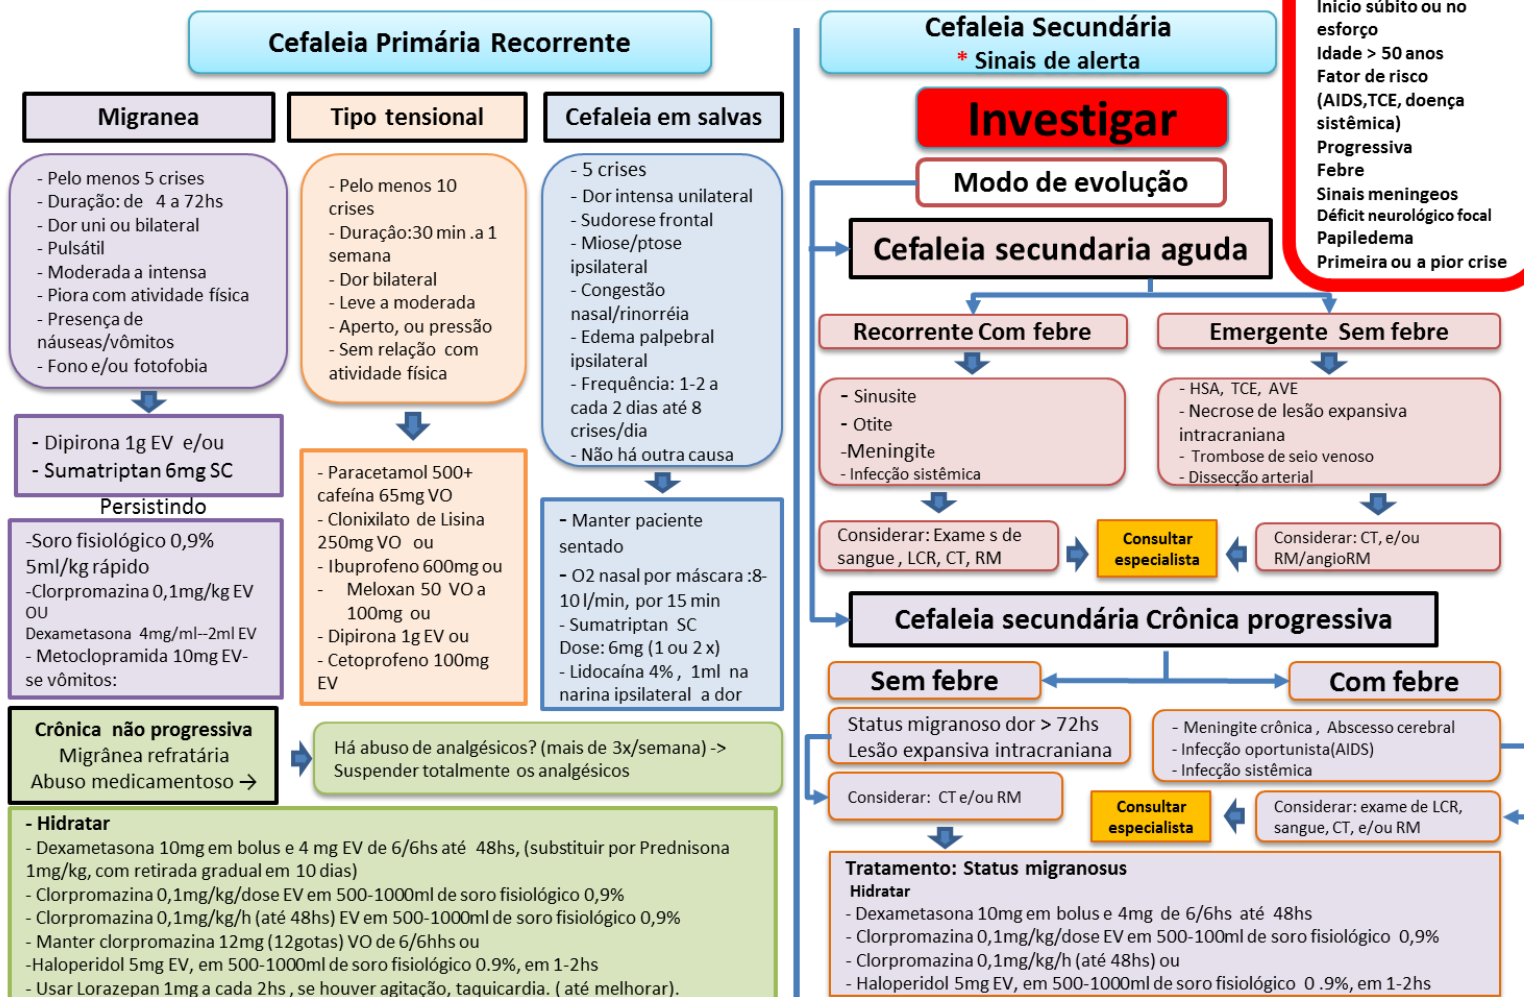 Cefaleia Primária Recorrente
Migranea
- Pelo menos 5 crises
- Duração: de 4 a 72hs
- Dor uni ou bilateral
- Pulsátil
- Moderada a intensa
- Piora com atividade física
- Presença de
náuseas/vômitos
- Fono e/ou fotofobia
- Dipirona 1g EV e/ou
- Sumatriptan 6mg SC
Persistindo
-Soro fisiológico 0,9%
5ml/kg rápido
-Clorpromazina 0,1mg/kg EV
OU
Dexametasona 4mg/ml--2ml EV
- Metoclopramida 10mg EV-
se vômitos:
Tipo tensional
- Pelo menos 10
crises
- Duraçâo:30 min .a 1
semana
- Dor bilateral
- Leve a moderada
- Aperto, ou pressão
- Sem relação com
atividade física
- Paracetamol 500+
cafeína 65mg VO
- Clonixilato de Lisina
250mg VO ou
- Ibuprofeno 600mg ou
- Meloxan 50 VO a
100mg ou
- Dipirona 1g EV ou
- Cetoprofeno 100mg
EV
Cefaleia em salvas
- 5 crises
- Dor intensa unilateral
- Sudorese frontal
- Miose/ptose
ipsilateral
- Congestão
nasal/rinorréia
- Edema palpebral
ipsilateral
- Frequência: 1-2 a
cada 2 dias até 8
crises/dia
- Não há outra causa
- Manter paciente
sentado
- O2 nasal por máscara :8-
10 l/min, por 15 min
- Sumatriptan SC
Dose: 6mg (1 ou 2 x)
- Lidocaína 4% , 1ml na
narina ipsilateral a dor
Crônica não progressiva
Migrânea refratária
Abuso medicamentoso →
Há abuso de analgésicos? (mais de 3x/semana) ->
Suspender totalmente os analgésicos
- Hidratar
- Dexametasona 10mg em bolus e 4 mg EV de 6/6hs até 48hs, (substituir por Prednisona
1mg/kg, com retirada gradual em 10 dias)
- Clorpromazina 0,1mg/kg/dose EV em 500-1000ml de soro fisiológico 0,9%
- Clorpromazina 0,1mg/kg/h (até 48hs) EV em 500-1000ml de soro fisiológico 0,9%
- Manter clorpromazina 12mg (12gotas) VO de 6/6hhs ou
-Haloperidol 5mg EV, em 500-1000ml de soro fisiológico 0.9%, em 1-2hs
- Usar Lorazepan 1mg a cada 2hs , se houver agitação, taquicardia. ( até melhorar).
Cefaleia Secundária
* Sinais de alerta
Investigar
Modo de evolução
Inicio súbito ou no
esforço
Idade > 50 anos
Fator de risco
(AIDS,TCE, doença
sistêmica)
Progressiva
Febre
Sinais meningeos
Déficit neurológico focal
Papiledema
Primeira ou a pior crise
Cefaleia secundaria aguda
Recorrente Com febre
- Sinusite
- Otite
-Meningite
- Infecção sistêmica
Considerar: Exame s de
sangue , LCR, CT, RM
Consultar
especialista
Emergente Sem febre
- HSA, TCE, AVE
- Necrose de lesão expansiva
intracraniana
- Trombose de seio venoso
- Dissecção arterial
Considerar: CT, e/ou
RM/angioRM
Cefaleia secundária Crônica progressiva
Sem febre
Status migranoso dor > 72hs
Lesão expansiva intracraniana
Considerar: CT e/ou RM
Com febre
- Meningite crônica , Abscesso cerebral
- Infecção oportunista(AIDS)
- Infecção sistêmica
Considerar: exame de LCR,
sangue, CT, e/ou RM
Consultar
especialista
Tratamento: Status migranosus
Hidratar
- Dexametasona 10mg em bolus e 4mg de 6/6hs até 48hs
- Clorpromazina 0,1mg/kg/dose EV em 500-100ml de soro fisiológico 0,9%
- Clorpromazina 0,1mg/kg/h (até 48hs) ou
- Haloperidol 5mg EV, em 500-1000ml de soro fisiológico 0 .9%, em 1-2hs